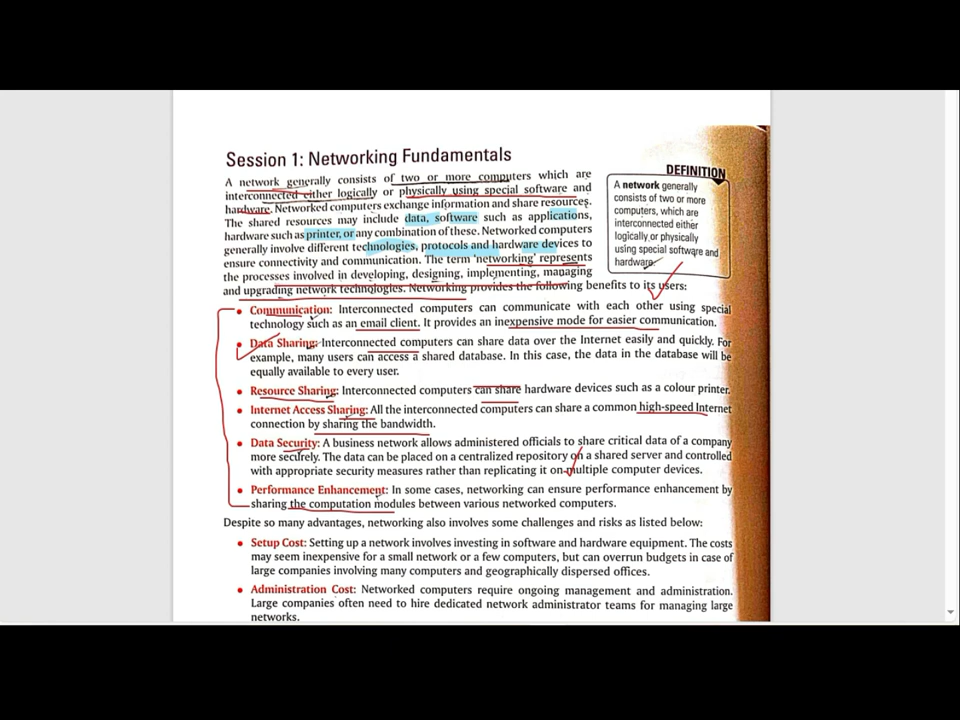 Session 1: Networking Fundamentals
A network generally consists of two or more computers which are
interconnected either logically or physically using special software and
hardware. Networked computers exchange information and share resources.
The shared resources may include data, software such as applications,
hardware such as printer, or any combination of these. Networked computers
generally involve different technologies, protocols and hardware devices to
ensure connectivity and communication. The term 'networking' represents
the processes involved in developing, designing, implementing, managing
and upgrading network technologies. Networking provides the following benefits to its users:
DEFINITION
A network generally
consists of two or more
computers, which are
interconnected either
logically or physically
using special software and
hardware.
• Communication: Interconnected computers can communicate with each other using special
technology such as an email client. It provides an inexpensive mode for easier communication.
• Data Sharing: Interconnected computers can share data over the Internet easily and quickly. For
example, many users can access a shared database. In this case, the data in the database will be
equally available to every user.
• Resource Sharing: Interconnected computers can share hardware devices such as a colour printer.
• Internet Access Sharing: All the interconnected computers can share a common high-speed Internet
connection by sharing the bandwidth.
• Data Security: A business network allows administered officials to share critical data of a company
more securely. The data can be placed on a centralized repository on a shared server and controlled
with appropriate security measures rather than replicating it on multiple computer devices.
• Performance Enhancement: In some cases, networking can ensure performance enhancement by
sharing the computation modules between various networked computers.
Despite so many advantages, networking also involves some challenges and risks as listed below:
• Setup Cost: Setting up a network involves investing in software and hardware equipment. The costs
may seem inexpensive for a small network or a few computers, but can overrun budgets in case of
large companies involving many computers and geographically dispersed offices.
• Administration Cost: Networked computers require ongoing management and administration.
Large companies often need to hire dedicated network administrator teams for managing large
networks.